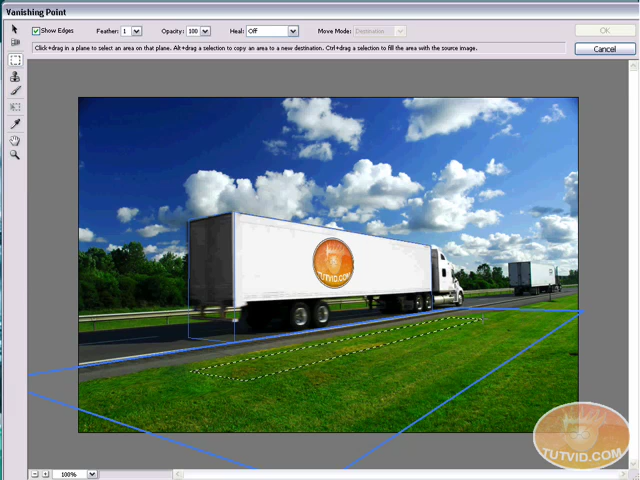 Vanishing Point
Show Edges Feather: 1 Opacity: 100 Heal: Off Move Mode: Destination OK
Click+drag in a plane to select an area on that plane. Alt+drag a selection to copy an area to a new destination. Ctrl+drag a selection to fill the area with the source image.
Cancel
TUTVID.COM
TUTVID.COM
100%